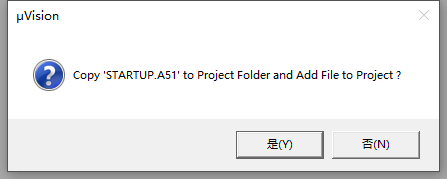 µVision
Copy 'STARTUP.A51' to Project Folder and Add File to Project ?
是(Y)
否(N)